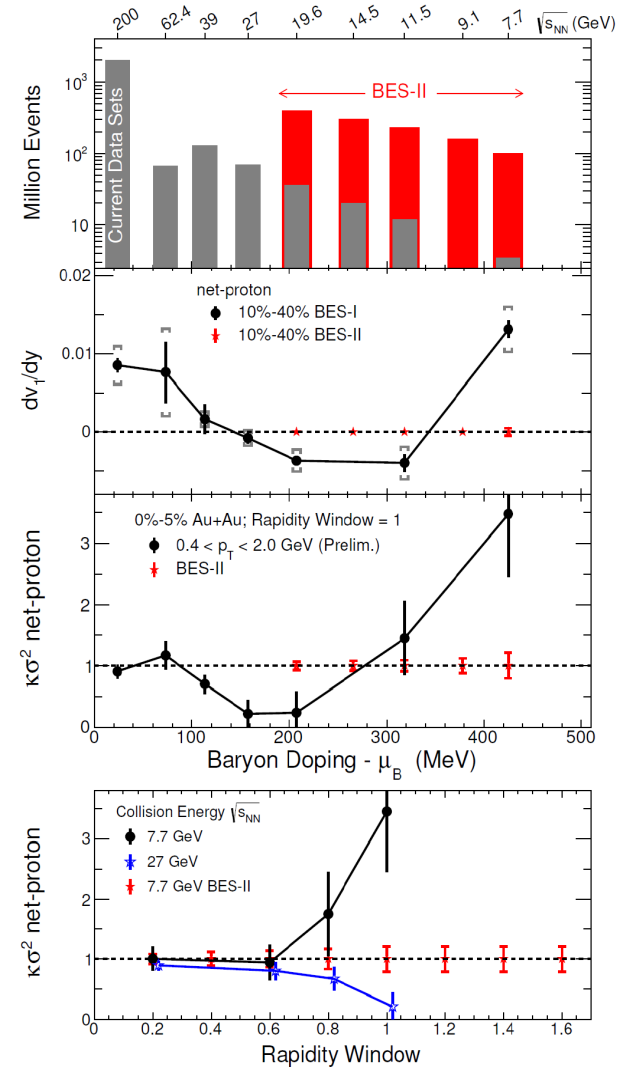 200 62.4 39 27 19.6 14.5 11.5 9.1 7.7 √sNN (GeV)
Million Events
10³
10²
10
Current Data Sets
BES-II
dv₁/dy
0.02
0.01
0
net-proton
10%-40% BES-I
10%-40% BES-II
κσ² net-proton
3
2
1
0
0%-5% Au+Au; Rapidity Window = 1
0.4 < pT < 2.0 GeV (Prelim.)
BES-II
0 100 200 300 400 500
Baryon Doping - μB (MeV)
κσ² net-proton
3
2
1
0
Collision Energy √sNN
7.7 GeV
27 GeV
7.7 GeV BES-II
0.2 0.4 0.6 0.8 1 1.2 1.4 1.6
Rapidity Window